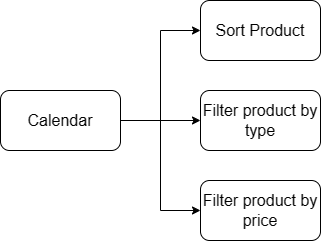 Sort Product
Calendar
Filter product by
type
Filter product by
price